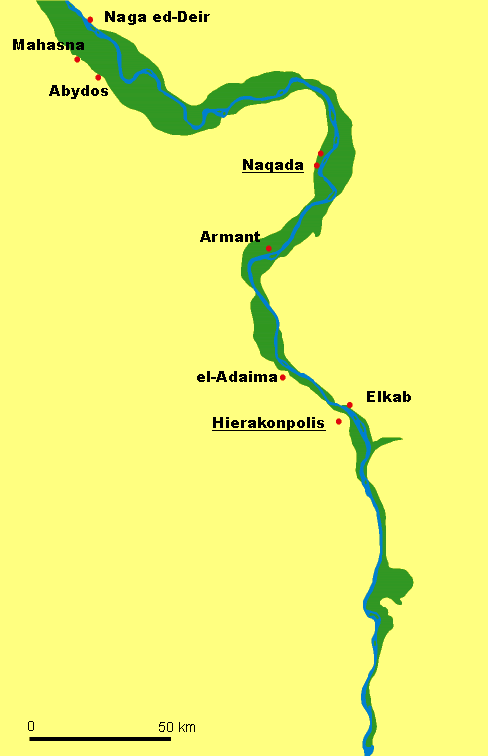 Naga ed-Deir
Mahasna
Abydos
Naqada
Armant
el-Adaima
Elkab
Hierakonpolis
0 50 km